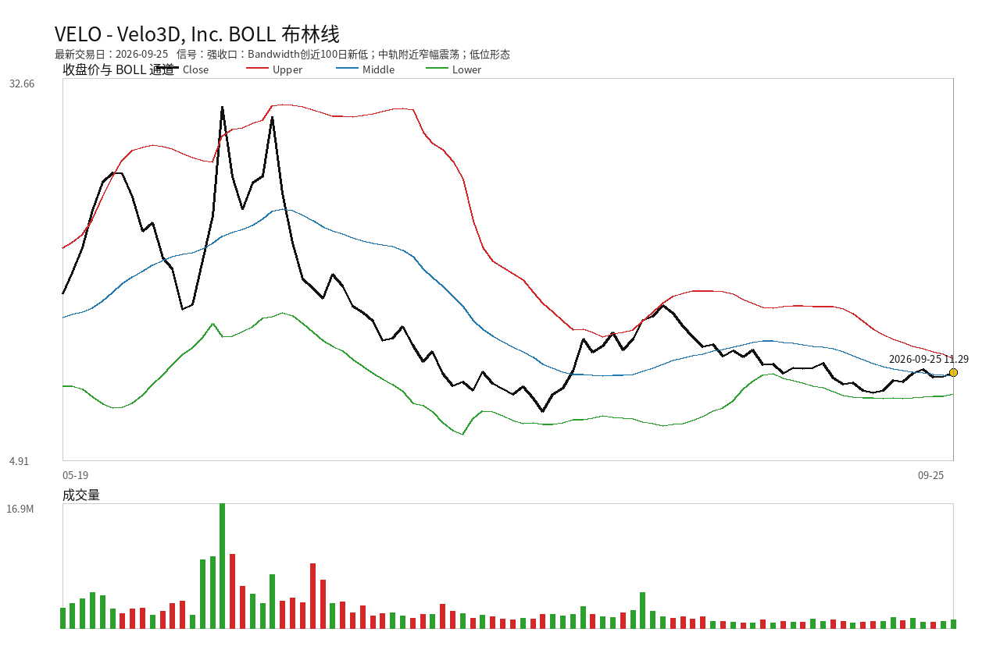 VELO - Velo3D, Inc. BOLL 布林线
最新交易日：2026-09-25 信号：强收口：Bandwidth创近100日新低；中轨附近窄幅震荡；低位形态
收盘价与 BOLL 通道 Close Upper Middle Lower
32.66
2026-09-25 11.29
4.91
05-19 09-25
成交量
16.9M